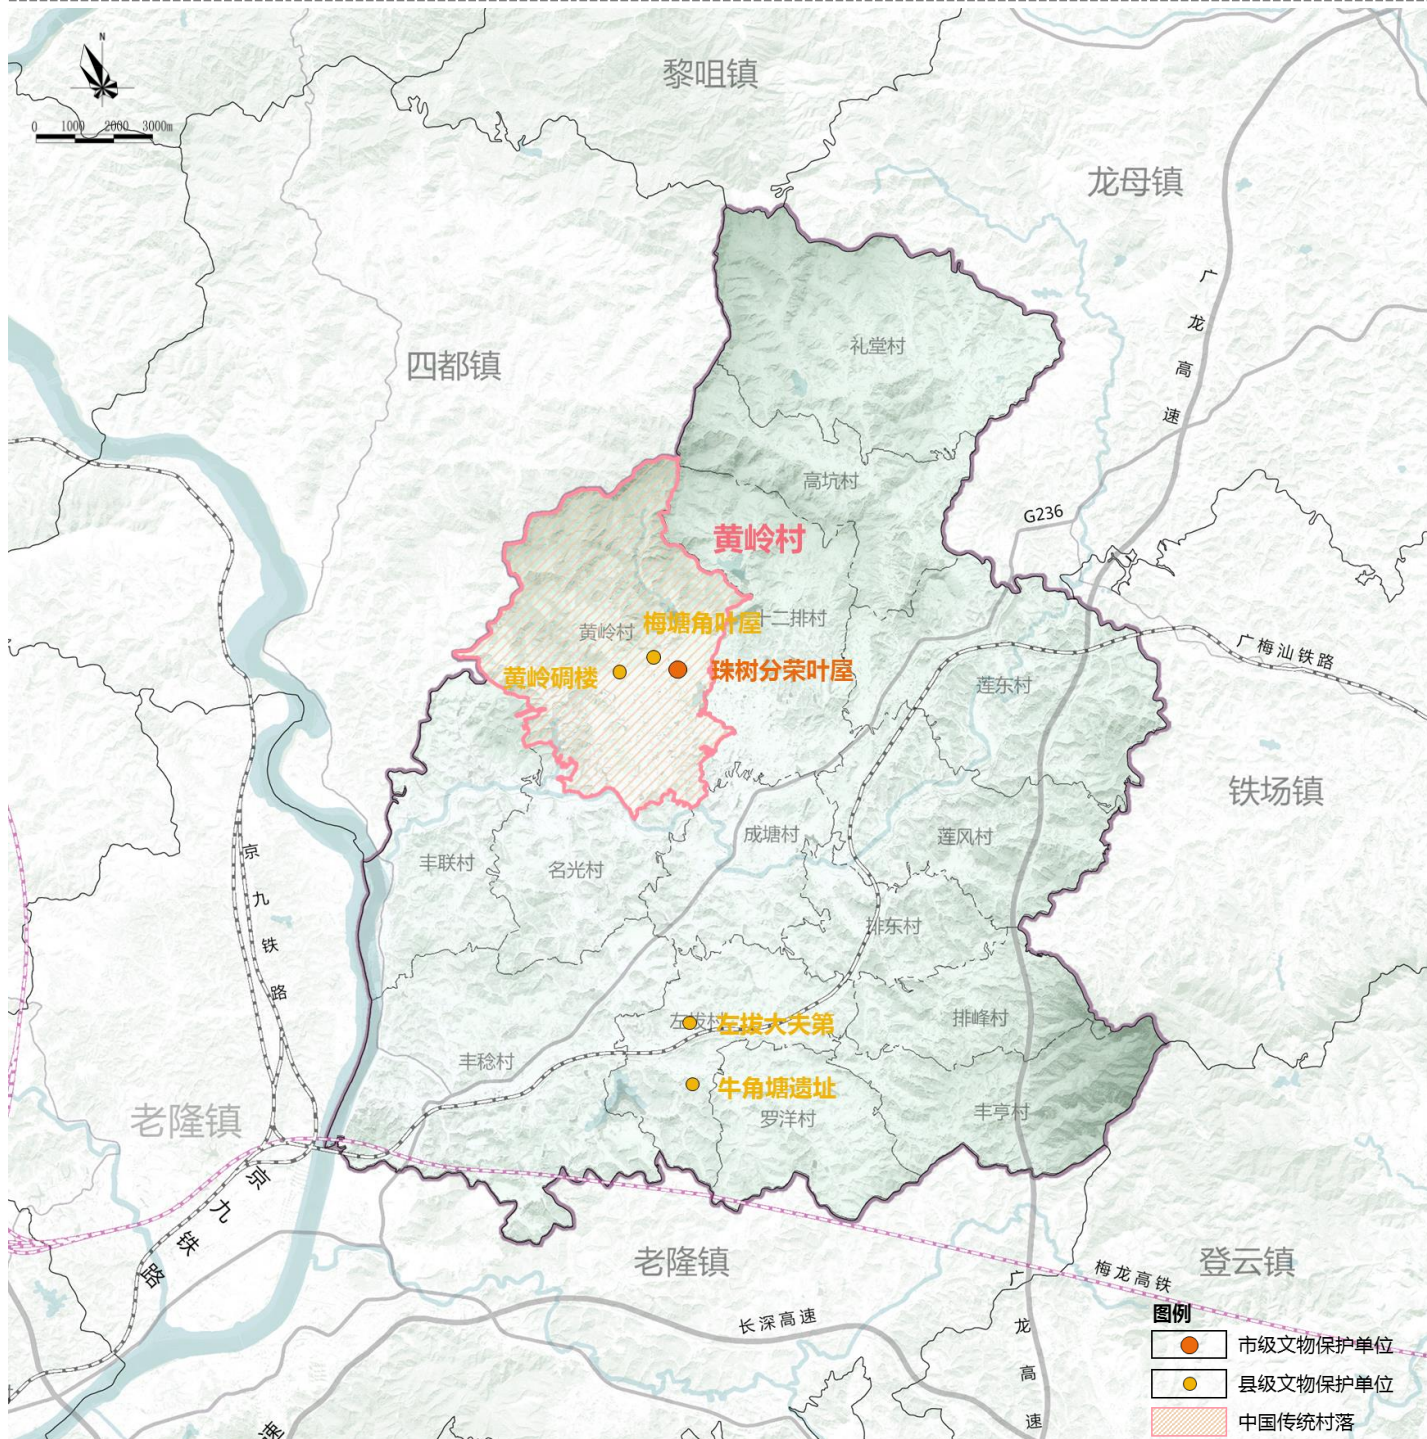 N
0 1000 2000 3000m
黎咀镇
龙母镇
广龙高速
四都镇
礼堂村
高坑村
G236
黄岭村
十二排村
梅塘角叶屋
黄岭村
广梅汕铁路
珠树分荣叶屋
黄岭碉楼
莲东村
铁场镇
成塘村
莲风村
京九铁路
丰联村
名光村
排东村
左拔村
左拔大夫第
排峰村
丰稔村
牛角塘遗址
老隆镇
罗洋村
丰亨村
京九铁路
老隆镇
登云镇
梅龙高铁
广龙高速
长深高速
速
图例
市级文物保护单位
县级文物保护单位
中国传统村落